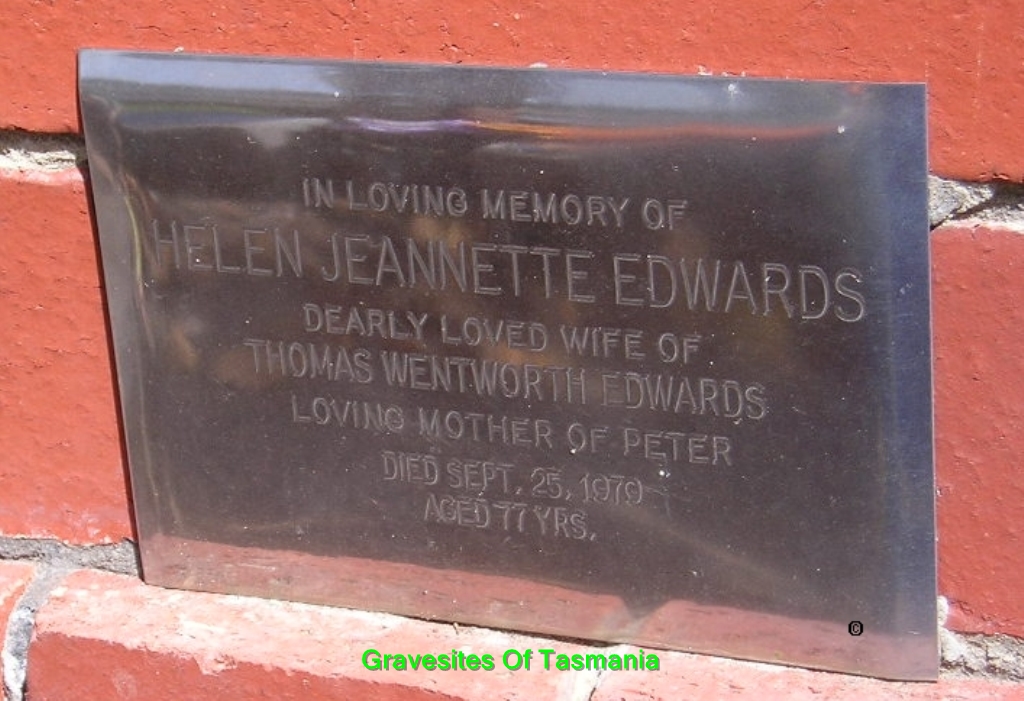 IN LOVING MEMORY OF
HELEN JEANNETTE EDWARDS
DEARLY LOVED WIFE OF
THOMAS WENTWORTH EDWARDS
LOVING MOTHER OF PETER
DIED SEPT. 25, 1979
AGED 77 YRS.
©
Gravesites Of Tasmania